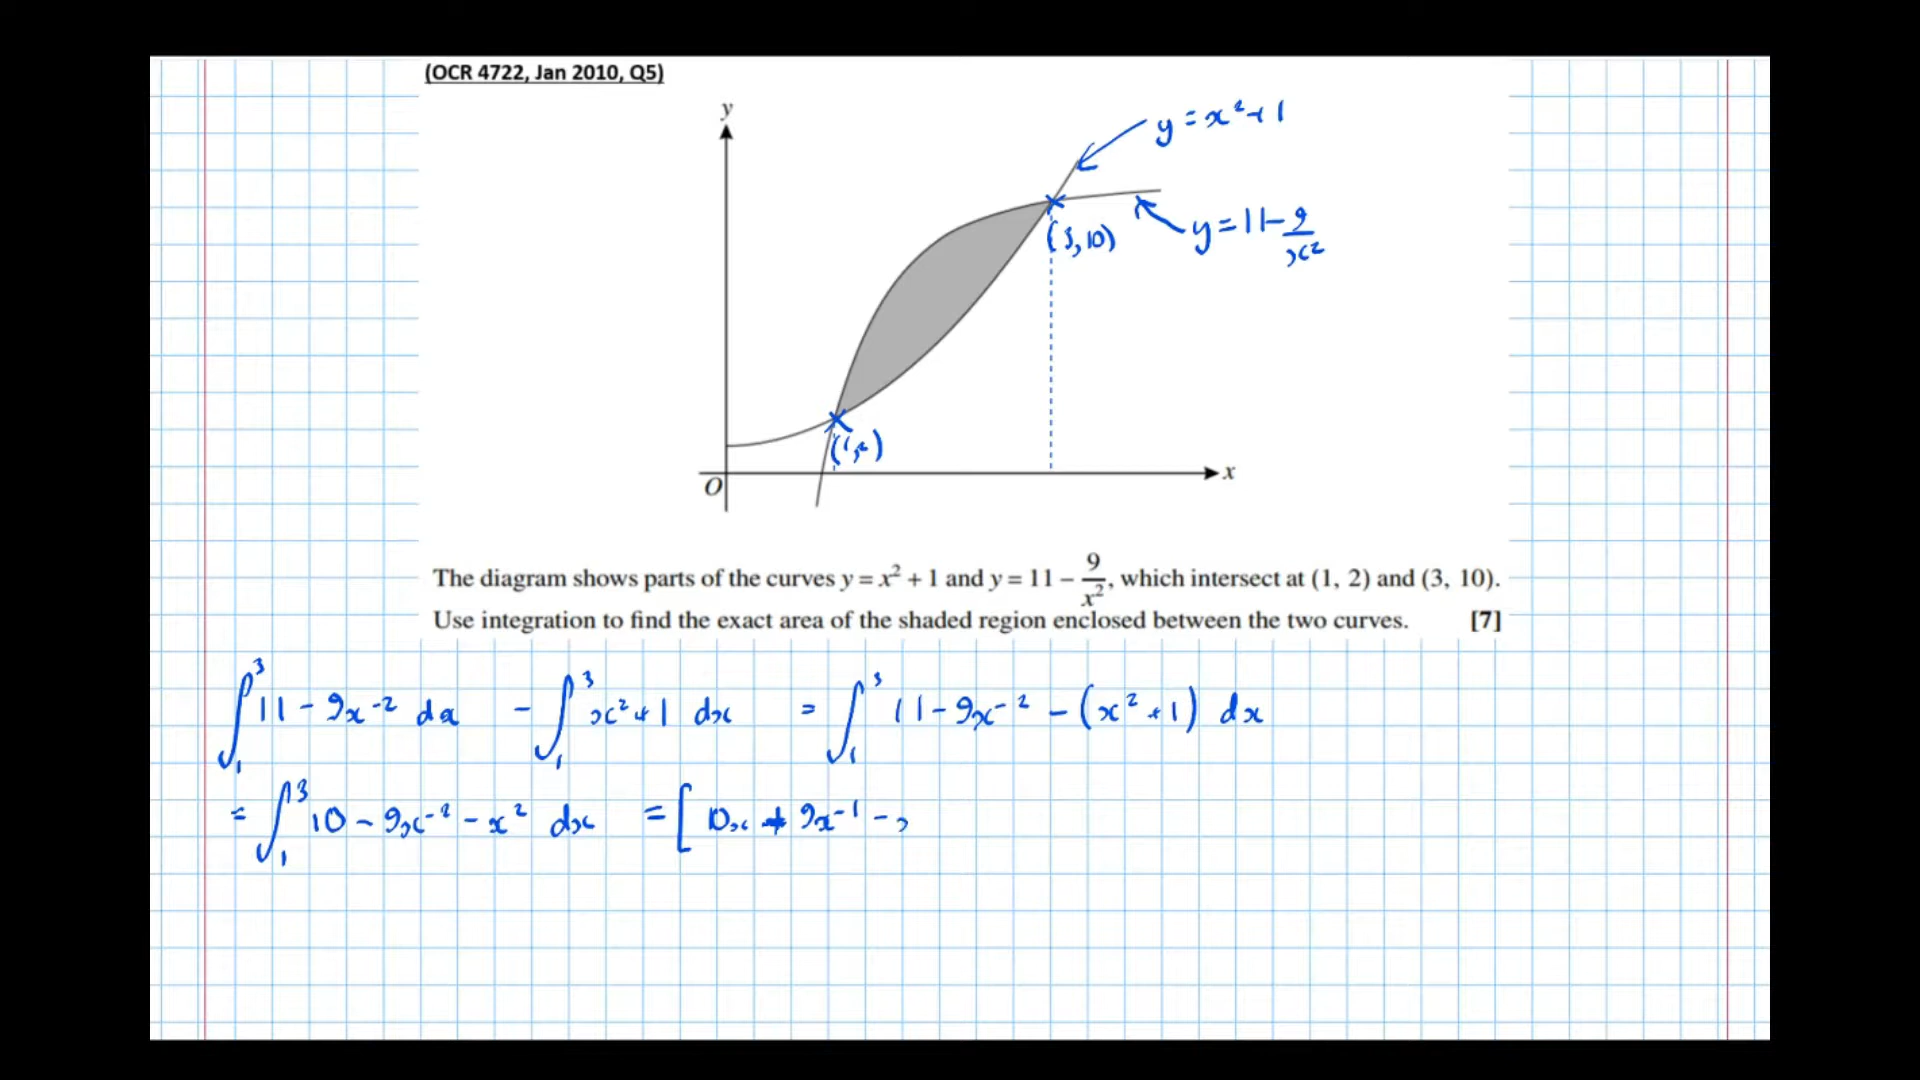 (OCR 4722, Jan 2010, Q5)
y
y = x² + 1
y = 11 - 9/x²
(3, 10)
(1, 2)
O
x
The diagram shows parts of the curves y = x² + 1 and y = 11 − 9/x², which intersect at (1, 2) and (3, 10).
Use integration to find the exact area of the shaded region enclosed between the two curves. [7]
∫₁³ 11 - 9x⁻² dx - ∫₁³ x² + 1 dx = ∫₁³ 11 - 9x⁻² - (x² + 1) dx
= ∫₁³ 10 - 9x⁻² - x² dx = [ 10x + 9x⁻¹ -